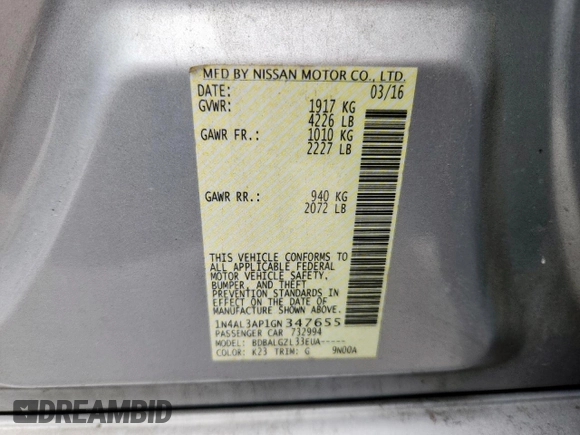 MFD BY NISSAN MOTOR CO., LTD.
DATE: 03/16
GVWR: 1917 KG
4226 LB
GAWR FR.: 1010 KG
2227 LB
GAWR RR.: 940 KG
2072 LB
THIS VEHICLE CONFORMS TO
ALL APPLICABLE FEDERAL
MOTOR VEHICLE SAFETY,
BUMPER, AND THEFT
PREVENTION STANDARDS IN
EFFECT ON THE DATE OF
MANUFACTURE SHOWN ABOVE.
1N4AL3AP1GN347655
PASSENGER CAR 732994
MODEL: BDBALGZL33EUA-----
COLOR: K23 TRIM: G 9N00A
DREAMBID